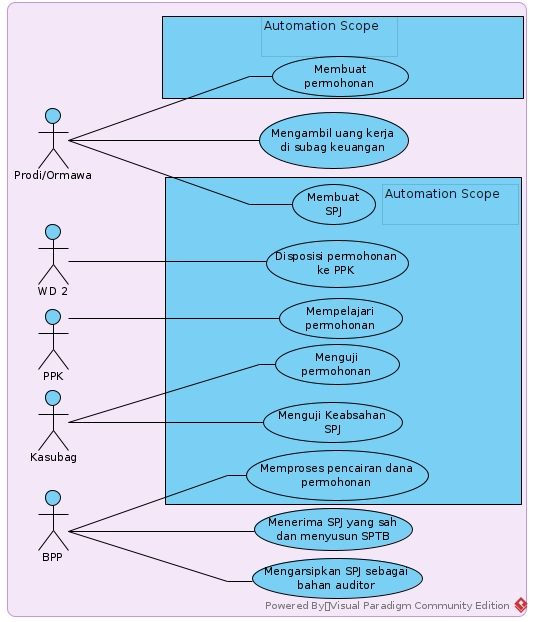 Automation Scope
Membuat
permohonan
Mengambil uang kerja
di subag keuangan
Prodi/Ormawa
Membuat
SPJ
Automation Scope
Disposisi permohonan
ke PPK
WD 2
Mempelajari
permohonan
PPK
Menguji
permohonan
Menguji Keabsahan
SPJ
Kasubag
Memproses pencairan dana
permohonan
Menerima SPJ yang sah
dan menyusun SPTB
BPP
Mengarsipkan SPJ sebagai
bahan auditor
Powered By▯Visual Paradigm Community Edition